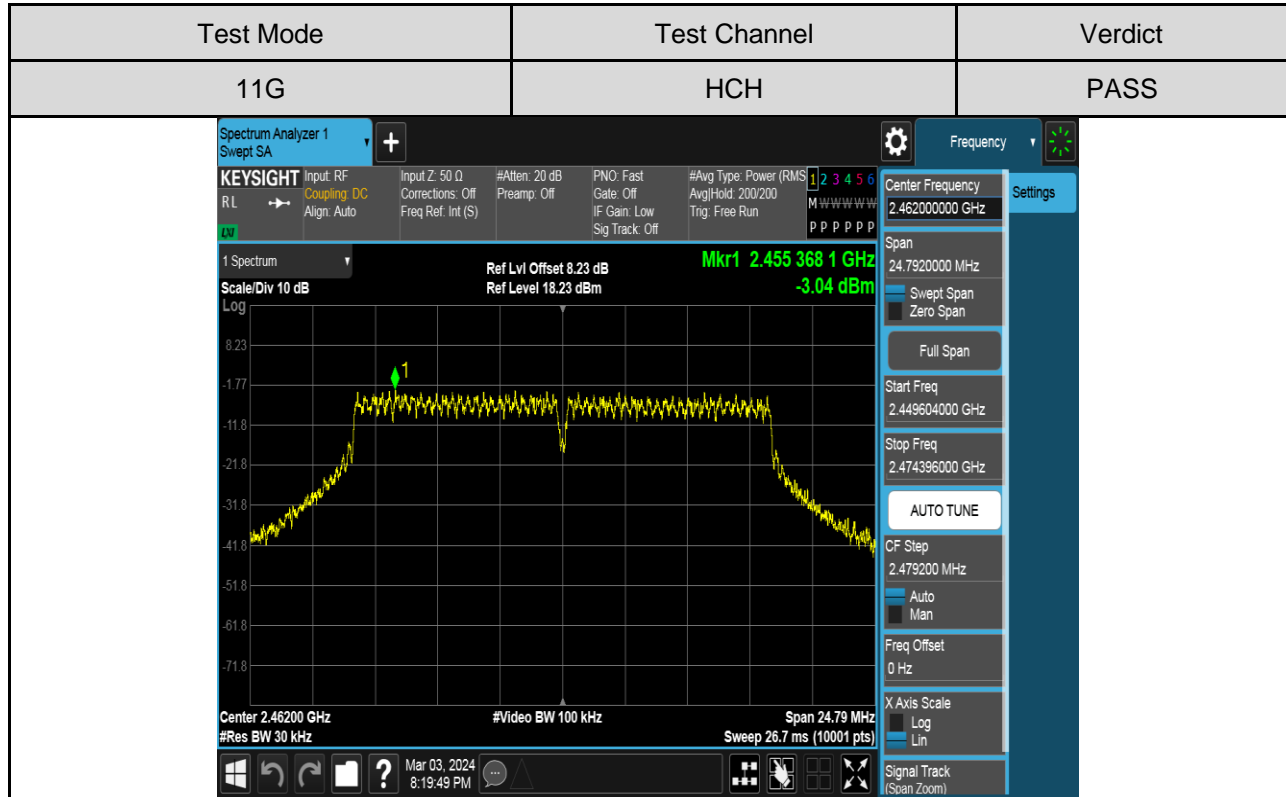 Test Mode Test Channel Verdict
11G HCH PASS
Spectrum Analyzer 1
Swept SA
+
Frequency
KEYSIGHT
R L
LXI
Input: RF
Coupling: DC
Align: Auto
Input Z: 50 Ω
Corrections: Off
Freq Ref: Int (S)
#Atten: 20 dB
Preamp: Off
PNO: Fast
Gate: Off
IF Gain: Low
Sig Track: Off
#Avg Type: Power (RMS
Avg|Hold: 200/200
Trig: Free Run
1 2 3 4 5 6
M W W W W W
P P P P P P
1 Spectrum
Scale/Div 10 dB
Log
Ref Lvl Offset 8.23 dB
Ref Level 18.23 dBm
Mkr1 2.455 368 1 GHz
-3.04 dBm
8.23
-1.77
-11.8
-21.8
-31.8
-41.8
-51.8
-61.8
-71.8
1
Center 2.46200 GHz
#Res BW 30 kHz
#Video BW 100 kHz
Span 24.79 MHz
Sweep 26.7 ms (10001 pts)
?
Mar 03, 2024
8:19:49 PM
Center Frequency
2.462000000 GHz
Settings
Span
24.7920000 MHz
Swept Span
Zero Span
Full Span
Start Freq
2.449604000 GHz
Stop Freq
2.474396000 GHz
AUTO TUNE
CF Step
2.479200 MHz
Auto
Man
Freq Offset
0 Hz
X Axis Scale
Log
Lin
Signal Track
(Span Zoom)